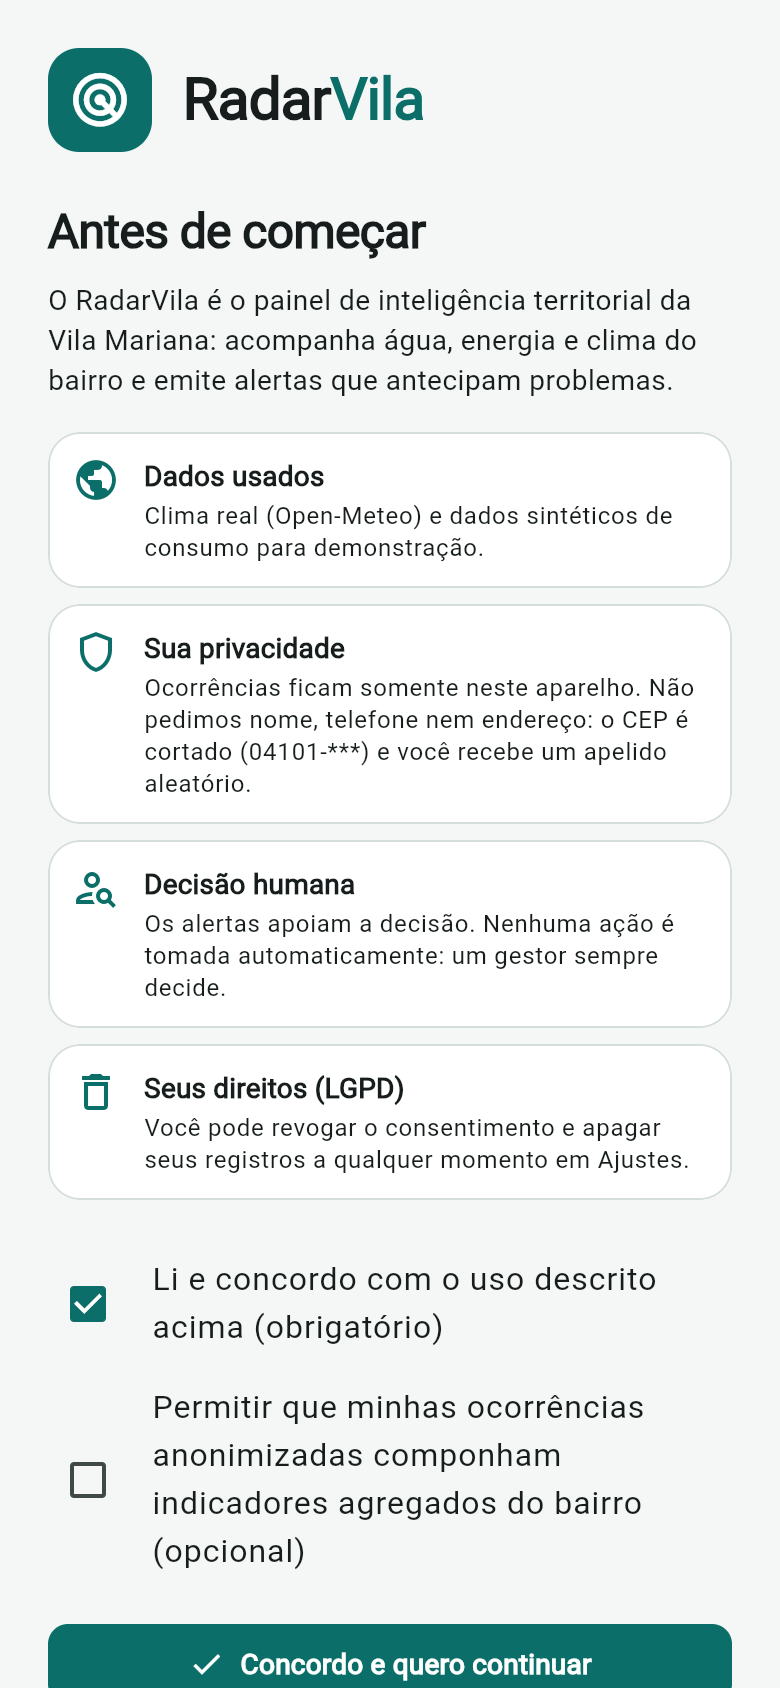 RadarVila
Antes de começar
O RadarVila é o painel de inteligência territorial da
Vila Mariana: acompanha água, energia e clima do
bairro e emite alertas que antecipam problemas.
Dados usados
Clima real (Open-Meteo) e dados sintéticos de
consumo para demonstração.
Sua privacidade
Ocorrências ficam somente neste aparelho. Não
pedimos nome, telefone nem endereço: o CEP é
cortado (04101-***) e você recebe um apelido
aleatório.
Decisão humana
Os alertas apoiam a decisão. Nenhuma ação é
tomada automaticamente: um gestor sempre
decide.
Seus direitos (LGPD)
Você pode revogar o consentimento e apagar
seus registros a qualquer momento em Ajustes.
Li e concordo com o uso descrito
acima (obrigatório)
Permitir que minhas ocorrências
anonimizadas componham
indicadores agregados do bairro
(opcional)
Concordo e quero continuar